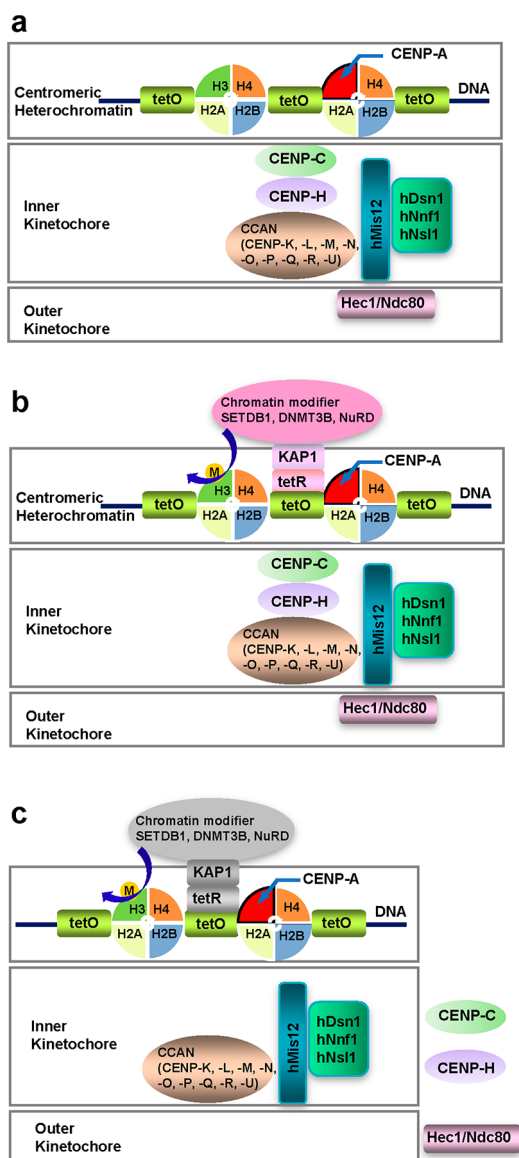 a
CENP-A
H3 H4 H4
Centromeric
Heterochromatin
tetO tetO tetO DNA
H2A H2B H2A H2B
CENP-C
CENP-H
Inner
Kinetochore
CCAN
(CENP-K, -L, -M, -N,
-O, -P, -Q, -R, -U)
hMis12
hDsn1
hNnf1
hNsl1
Outer
Kinetochore
Hec1/Ndc80
b
Chromatin modifier
SETDB1, DNMT3B, NuRD
KAP1
CENP-A
M
tetR
H3 H4 H4
Centromeric
Heterochromatin
tetO tetO tetO DNA
H2A H2B H2A H2B
CENP-C
CENP-H
Inner
Kinetochore
CCAN
(CENP-K, -L, -M, -N,
-O, -P, -Q, -R, -U)
hMis12
hDsn1
hNnf1
hNsl1
Outer
Kinetochore
Hec1/Ndc80
c
Chromatin modifier
SETDB1, DNMT3B, NuRD
KAP1
CENP-A
M
tetR
H3 H4 H4
tetO tetO tetO DNA
H2A H2B H2A H2B
Inner
Kinetochore
CCAN
(CENP-K, -L, -M, -N,
-O, -P, -Q, -R, -U)
hMis12
hDsn1
hNnf1
hNsl1
CENP-C
CENP-H
Outer
Kinetochore
Hec1/Ndc80